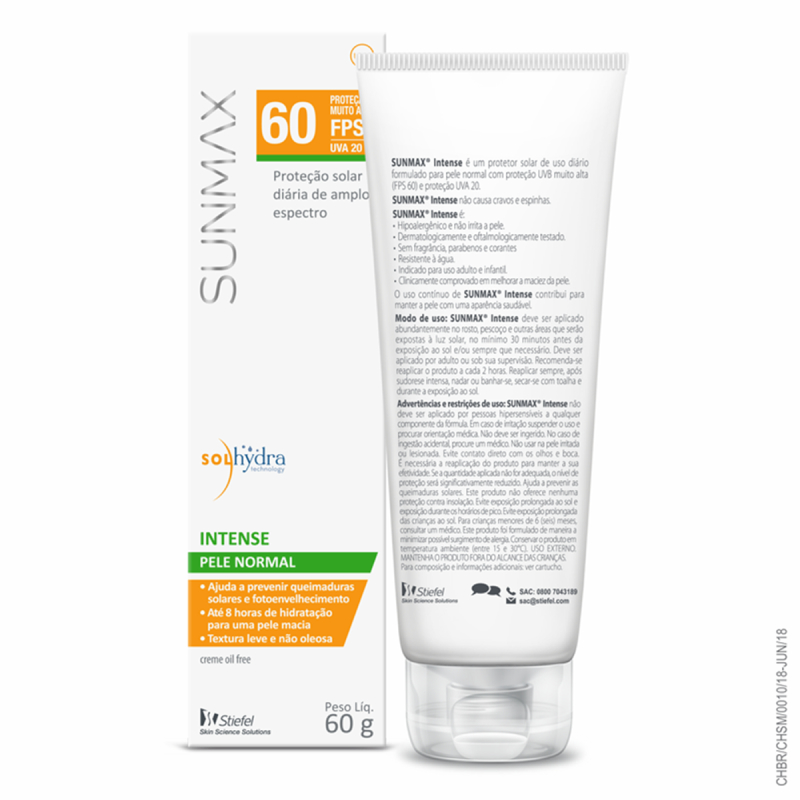 SUNMAX
60
FPS
UVA 20
Proteção solar
diária de amplo
espectro
solhydra
technology
INTENSE
PELE NORMAL
• Ajuda a prevenir queimaduras
solares e fotoenvelhecimento
• Até 8 horas de hidratação
para uma pele macia
• Textura leve e não oleosa
creme oil free
Stiefel
Skin Science Solutions
Peso Líq.
60 g
SUNMAX® Intense é um protetor solar de uso diário
formulado para pele normal com proteção UVB muito alta
(FPS 60) e proteção UVA 20.
SUNMAX® Intense não causa cravos e espinhas.
SUNMAX® Intense é:
• Hipoalergênico e não irrita a pele.
• Dermatologicamente e oftalmologicamente testado.
• Sem fragrância, parabenos e corantes
• Resistente à água.
• Indicado para uso adulto e infantil.
• Clinicamente comprovado em melhorar a maciez da pele.
O uso contínuo de SUNMAX® Intense contribui para
manter a pele com uma aparência saudável.
Modo de uso: SUNMAX® Intense deve ser aplicado
abundantemente no rosto, pescoço e outras áreas que serão
expostas à luz solar, no mínimo 30 minutos antes da
exposição ao sol e/ou sempre que necessário. Deve ser
aplicado por adulto ou sob sua supervisão. Recomenda-se
reaplicar o produto a cada 2 horas. Reaplicar sempre, após
sudorese intensa, nadar ou banhar-se, secar-se com toalha e
durante a exposição ao sol.
Advertências e restrições de uso: SUNMAX® Intense não
deve ser aplicado por pessoas hipersensíveis a qualquer
componente da fórmula. Em caso de irritação suspender o uso e
procurar orientação médica. Não deve ser ingerido. No caso de
ingestão acidental, procure um médico. Não usar na pele irritada
ou lesionada. Evite contato direto com os olhos e boca.
É necessária a reaplicação do produto para manter a sua
efetividade. Se a quantidade aplicada não for adequada, o nível de
proteção será significativamente reduzido. Ajuda a prevenir as
queimaduras solares. Este produto não oferece nenhuma
proteção contra insolação. Evite exposição prolongada ao sol e
exposição durante os horários de pico. Evite exposição prolongada
das crianças ao sol. Para crianças menores de 6 (seis) meses,
consultar um médico. Este produto foi formulado de maneira a
minimizar possível surgimento de alergia. Conservar o produto em
temperatura ambiente (entre 15 e 30°C). USO EXTERNO.
MANTENHA O PRODUTO FORA DO ALCANCE DAS CRIANÇAS.
Para composição e informações adicionais: ver cartucho.
Stiefel
Skin Science Solutions
SAC: 0800 7043189
sac@stiefel.com
CHBR/CHSM/0010/18-JUN/18